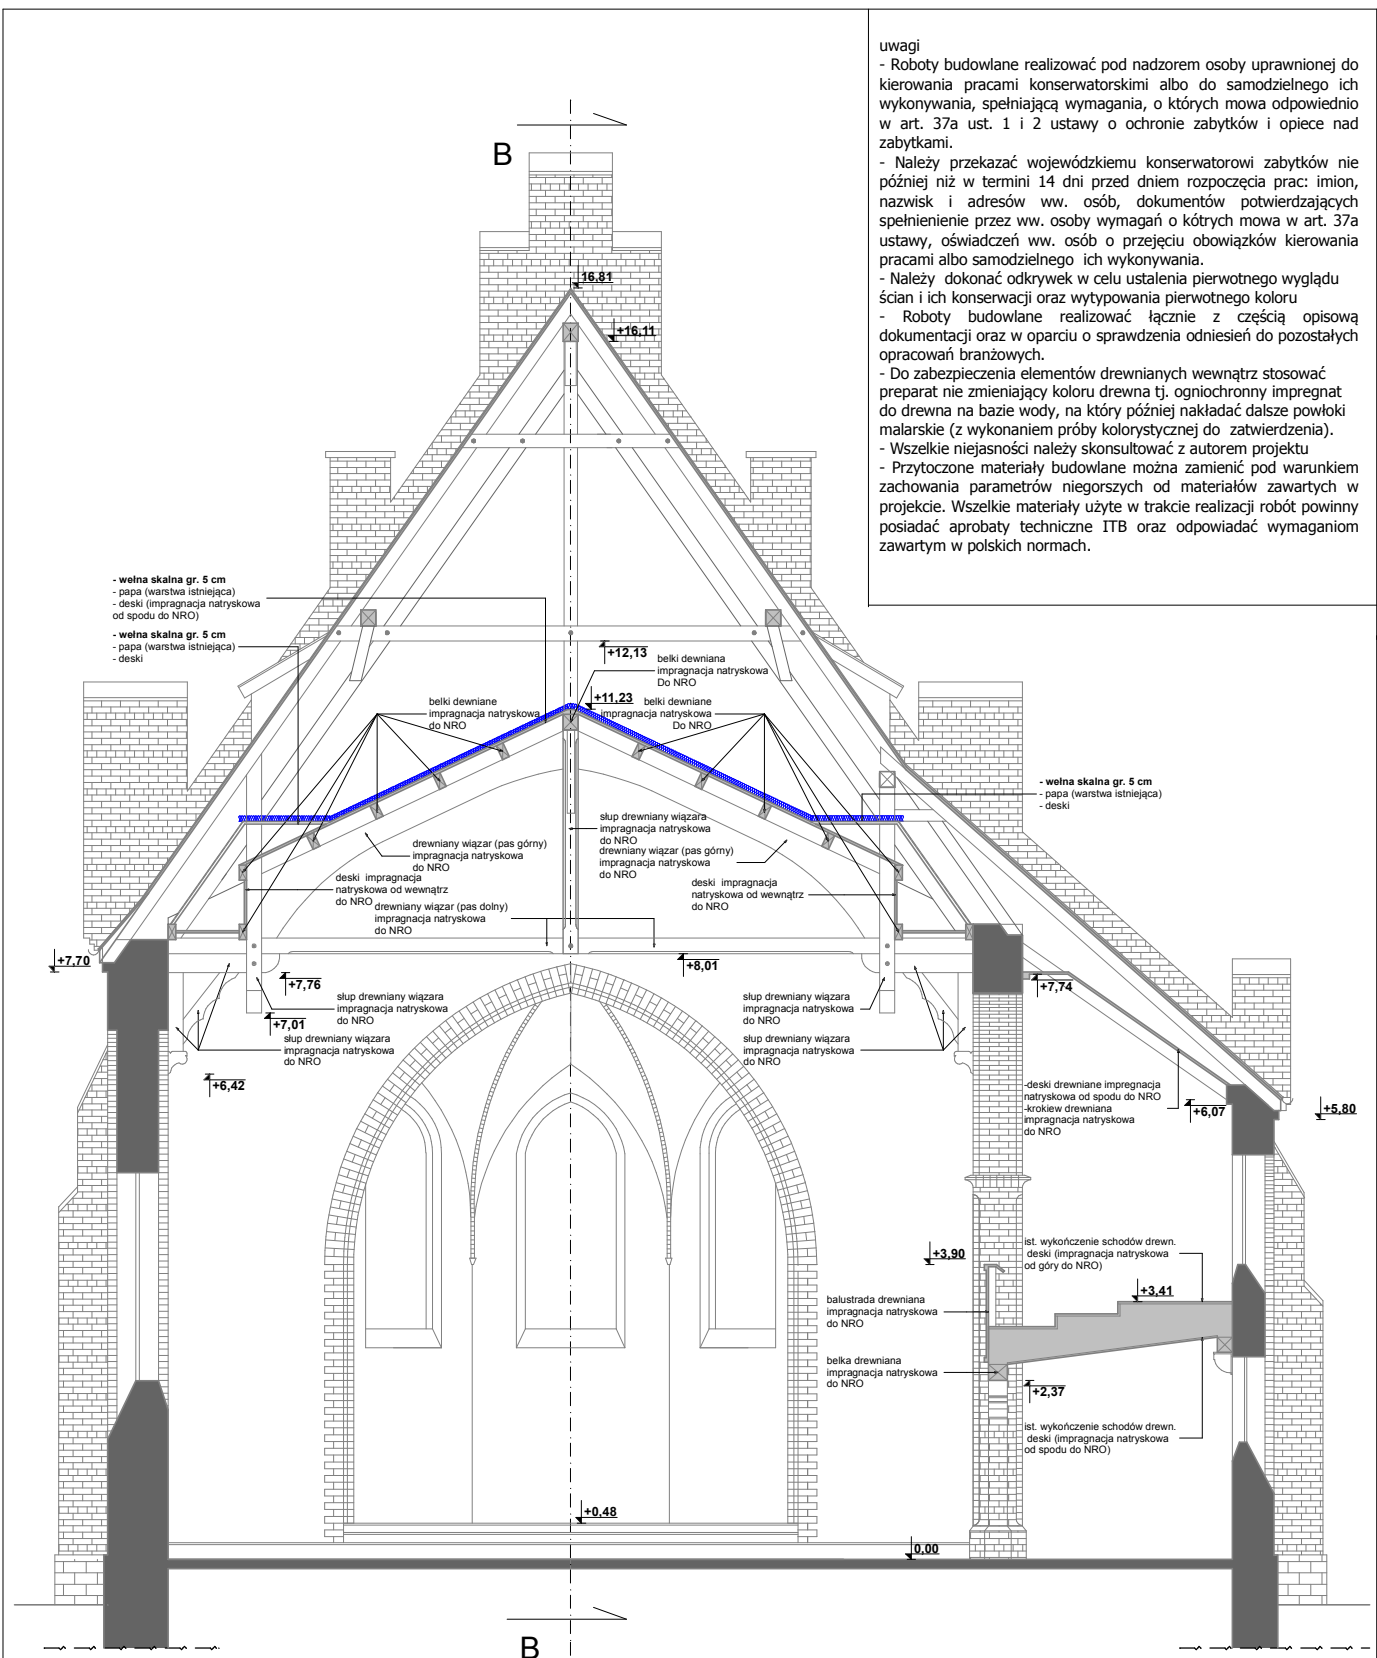 uwagi
- Roboty budowlane realizować pod nadzorem osoby uprawnionej do
kierowania pracami konserwatorskimi albo do samodzielnego ich
wykonywania, spełniającą wymagania, o których mowa odpowiednio
w art. 37a ust. 1 i 2 ustawy o ochronie zabytków i opiece nad
zabytkami.
- Należy przekazać wojewódzkiemu konserwatorowi zabytków nie
później niż w termini 14 dni przed dniem rozpoczęcia prac: imion,
nazwisk i adresów ww. osób, dokumentów potwierdzających
spełnienienie przez ww. osoby wymagań o kótrych mowa w art. 37a
ustawy, oświadczeń ww. osób o przejęciu obowiązków kierowania
pracami albo samodzielnego ich wykonywania.
- Należy dokonać odkrywek w celu ustalenia pierwotnego wyglądu
ścian i ich konserwacji oraz wytypowania pierwotnego koloru
- Roboty budowlane realizować łącznie z częścią opisową
dokumentacji oraz w oparciu o sprawdzenia odniesień do pozostałych
opracowań branżowych.
- Do zabezpieczenia elementów drewnianych wewnątrz stosować
preparat nie zmieniający koloru drewna tj. ogniochronny impregnat
do drewna na bazie wody, na który później nakładać dalsze powłoki
malarskie (z wykonaniem próby kolorystycznej do zatwierdzenia).
- Wszelkie niejasności należy skonsultować z autorem projektu
- Przytoczone materiały budowlane można zamienić pod warunkiem
zachowania parametrów niegorszych od materiałów zawartych w
projekcie. Wszelkie materiały użyte w trakcie realizacji robót powinny
posiadać aprobaty techniczne ITB oraz odpowiadać wymaganiom
zawartym w polskich normach.
B
16,81
+16,11
- wełna skalna gr. 5 cm
- papa (warstwa istniejąca)
- deski (impragnacja natryskowa
od spodu do NRO)
- wełna skalna gr. 5 cm
- papa (warstwa istniejąca)
- deski
+12,13
belki dewniana
impragnacja natryskowa
Do NRO
+11,23
belki dewniane
impragnacja natryskowa
do NRO
belki dewniane
impragnacja natryskowa
Do NRO
- wełna skalna gr. 5 cm
- papa (warstwa istniejąca)
- deski
słup drewniany wiązara
impragnacja natryskowa
do NRO
drewniany wiązar (pas górny)
impragnacja natryskowa
do NRO
drewniany wiązar (pas górny)
impragnacja natryskowa
do NRO
deski impragnacja
natryskowa od wewnątrz
do NRO
drewniany wiązar (pas dolny)
impragnacja natryskowa
do NRO
deski impragnacja
natryskowa od wewnątrz
do NRO
+7,70
+7,76
+8,01
+7,74
słup drewniany wiązara
impragnacja natryskowa
do NRO
+7,01
słup drewniany wiązara
impragnacja natryskowa
do NRO
słup drewniany wiązara
impragnacja natryskowa
do NRO
słup drewniany wiązara
impragnacja natryskowa
do NRO
+6,42
-deski drewniane impregnacja
natryskowa od spodu do NRO
-krokiew drewniana
impragnacja natryskowa
do NRO
+6,07
+5,80
+3,90
ist. wykończenie schodów drewn.
deski (impragnacja natryskowa
od góry do NRO)
+3,41
balustrada drewniana
impragnacja natryskowa
do NRO
belka drewniana
impragnacja natryskowa
do NRO
+2,37
ist. wykończenie schodów drewn.
deski (impragnacja natryskowa
od spodu do NRO)
+0,48
0,00
B